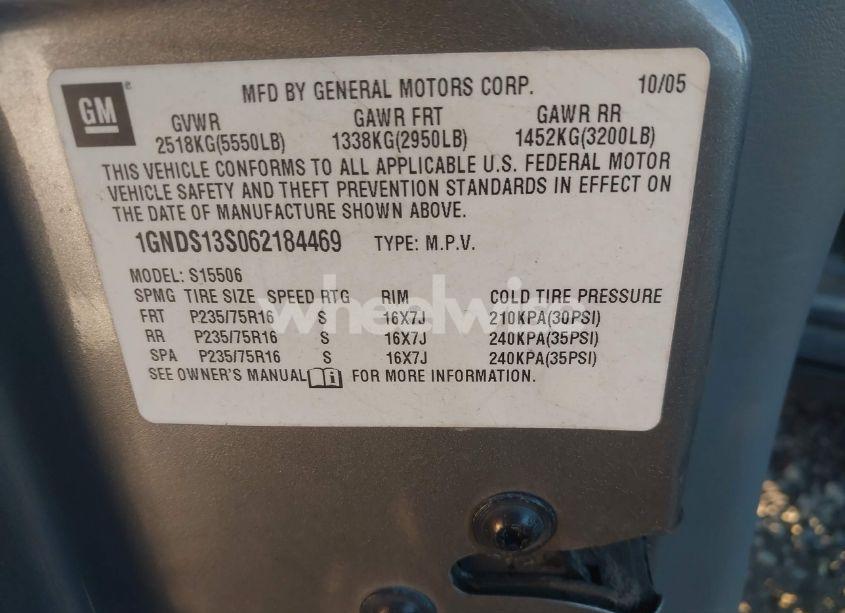 GM
MFD BY GENERAL MOTORS CORP. 10/05
GVWR GAWR FRT GAWR RR
2518KG(5550LB) 1338KG(2950LB) 1452KG(3200LB)
THIS VEHICLE CONFORMS TO ALL APPLICABLE U.S. FEDERAL MOTOR
VEHICLE SAFETY AND THEFT PREVENTION STANDARDS IN EFFECT ON
THE DATE OF MANUFACTURE SHOWN ABOVE.
1GNDS13S062184469 TYPE: M.P.V.
MODEL: S15506
SPMG TIRE SIZE SPEED RTG RIM COLD TIRE PRESSURE
FRT P235/75R16 S 16X7J 210KPA(30PSI)
RR P235/75R16 S 16X7J 240KPA(35PSI)
SPA P235/75R16 S 16X7J 240KPA(35PSI)
SEE OWNER'S MANUAL i FOR MORE INFORMATION.